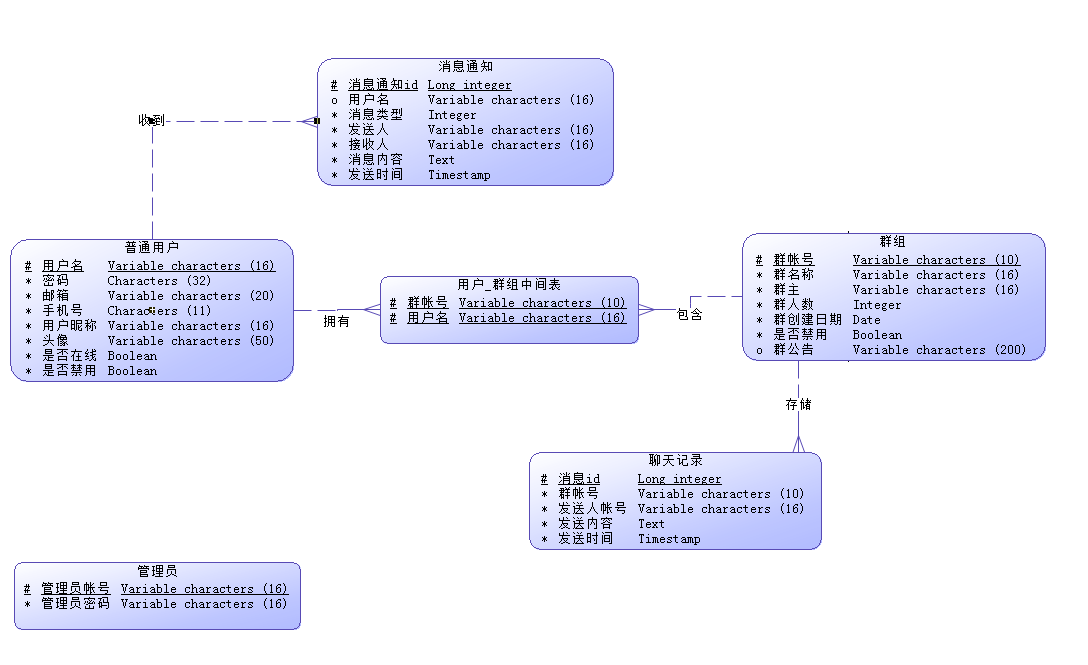 消息通知
# 消息通知id Long integer
o 用户名 Variable characters (16)
* 消息类型 Integer
* 发送人 Variable characters (16)
* 接收人 Variable characters (16)
* 消息内容 Text
* 发送时间 Timestamp
收到
普通用户
# 用户名 Variable characters (16)
* 密码 Characters (32)
* 邮箱 Variable characters (20)
* 手机号 Characters (11)
* 用户昵称 Variable characters (16)
* 头像 Variable characters (50)
* 是否在线 Boolean
* 是否禁用 Boolean
拥有
用户_群组中间表
# 群帐号 Variable characters (10)
# 用户名 Variable characters (16)
包含
群组
# 群帐号 Variable characters (10)
* 群名称 Variable characters (16)
* 群主 Variable characters (16)
* 群人数 Integer
* 群创建日期 Date
* 是否禁用 Boolean
o 群公告 Variable characters (200)
存储
聊天记录
# 消息id Long integer
* 群帐号 Variable characters (10)
* 发送人帐号 Variable characters (16)
* 发送内容 Text
* 发送时间 Timestamp
管理员
# 管理员帐号 Variable characters (16)
* 管理员密码 Variable characters (16)